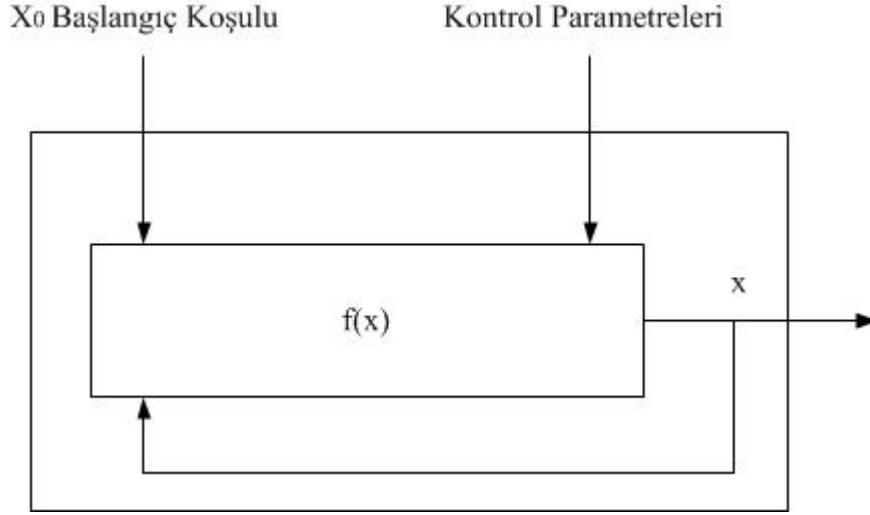 X0 Başlangıç Koşulu
Kontrol Parametreleri
x
f(x)